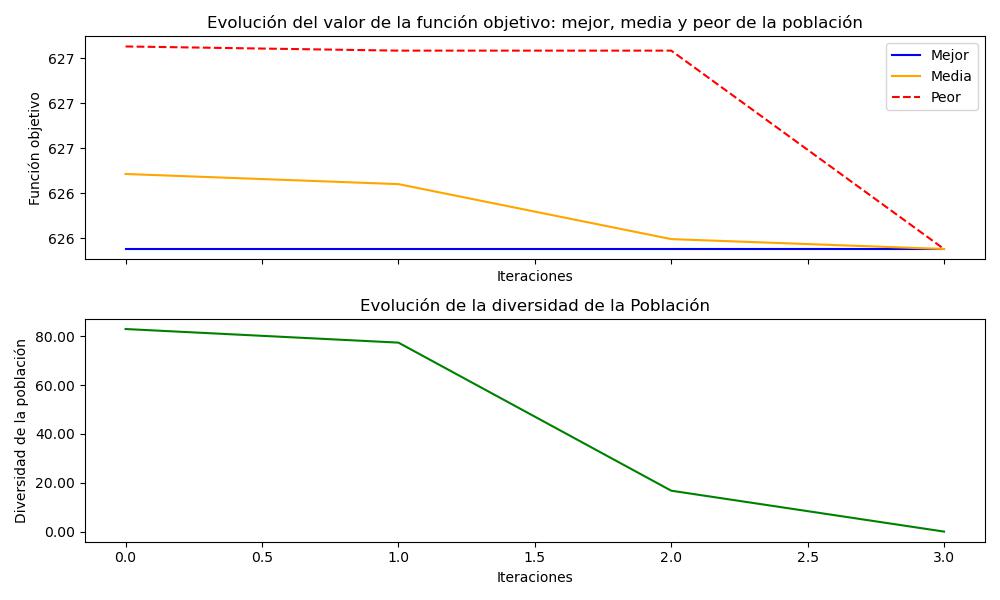 Evolución del valor de la función objetivo: mejor, media y peor de la población
627
627
627
626
626
Función objetivo
Mejor
Media
Peor
Iteraciones
Evolución de la diversidad de la Población
80.00
60.00
40.00
20.00
0.00
Diversidad de la población
0.0 0.5 1.0 1.5 2.0 2.5 3.0
Iteraciones